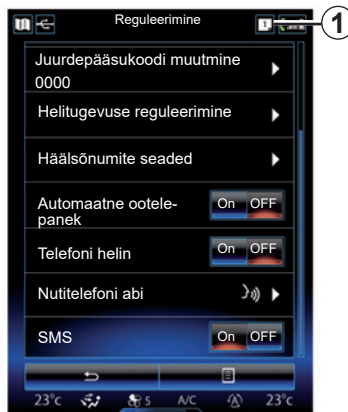 Reguleerimine
1
1
Juurdepääsukoodi muutmine
0000
Helitugevuse reguleerimine
Häälsõnumite seaded
Automaatne ootele-
panek
On OFF
Telefoni helin
On OFF
Nutitelefoni abi
SMS
On OFF
23°c 5 A/C A 23°c